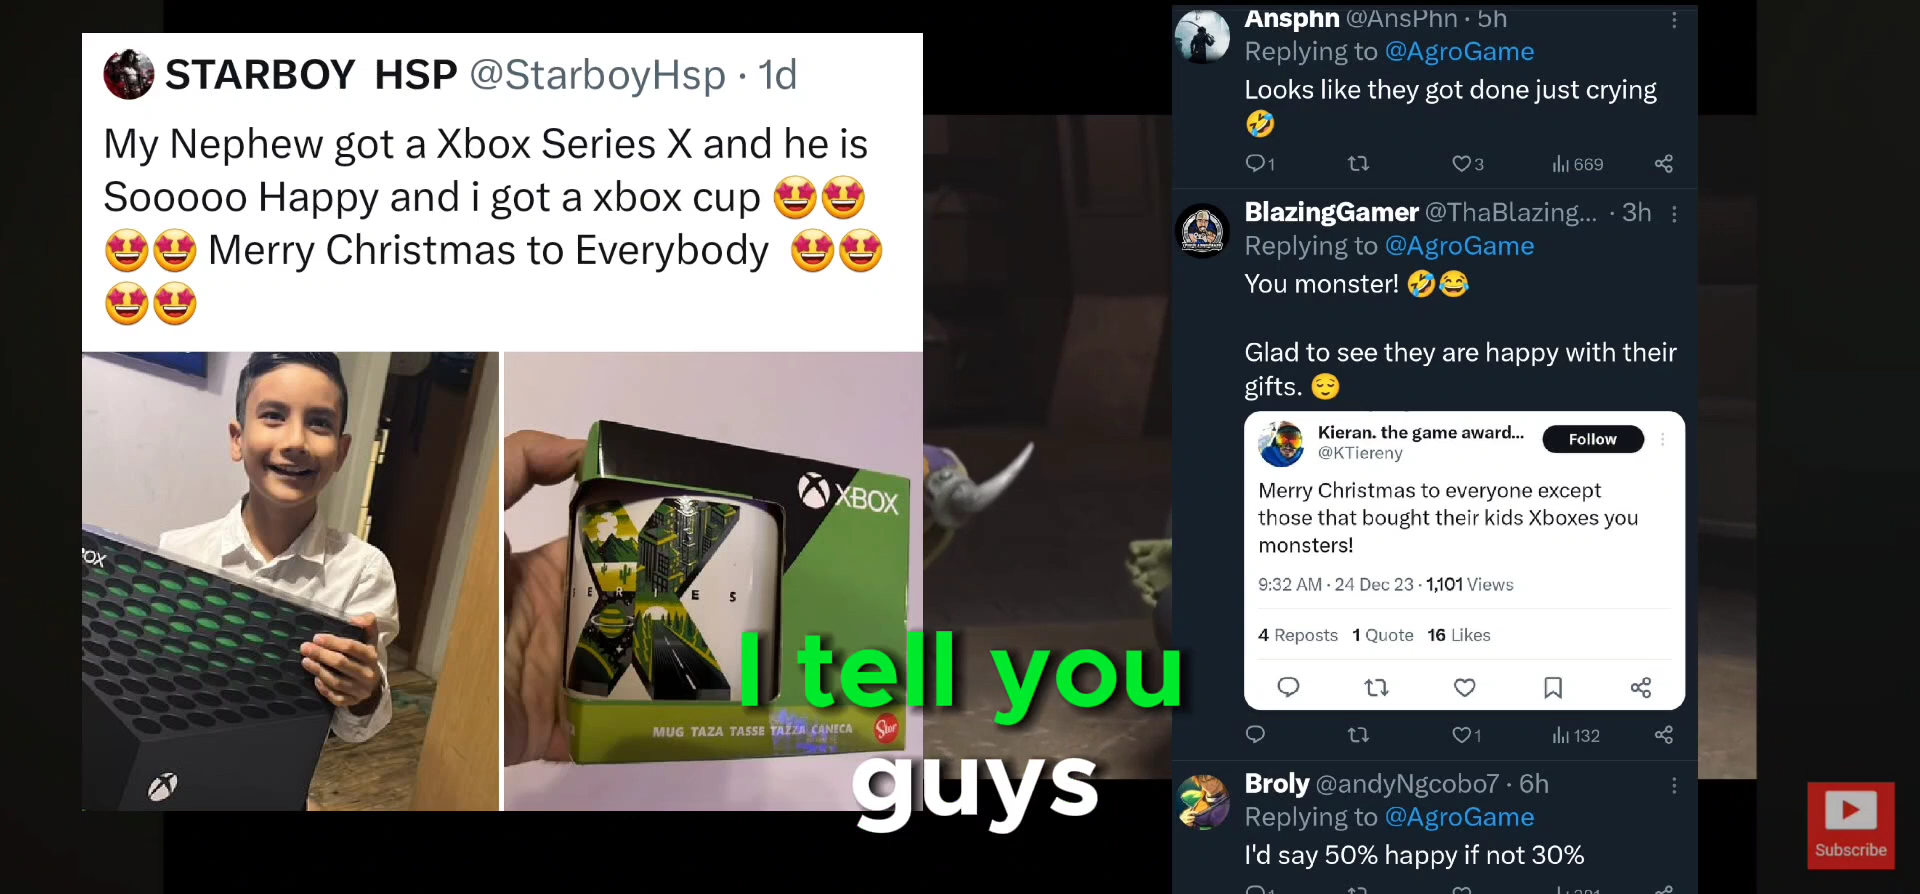 STARBOY HSP @StarboyHsp · 1d
My Nephew got a Xbox Series X and he is
Sooooo Happy and i got a xbox cup 🤩🤩
🤩🤩 Merry Christmas to Everybody 🤩🤩
🤩🤩
XBOX
SERIES
MUG TAZA TASSE TAZZA CANECA
Stor
I tell you
guys
Ansphn @AnsPhn · 5h
Replying to @AgroGame
Looks like they got done just crying
🤣
1 3 669
BlazingGamer @ThaBlazing... · 3h
Replying to @AgroGame
You monster! 🤣😂
Glad to see they are happy with their
gifts. 😌
Kieran. the game award...
Follow
@KTiereny
Merry Christmas to everyone except
those that bought their kids Xboxes you
monsters!
9:32 AM · 24 Dec 23 · 1,101 Views
4 Reposts 1 Quote 16 Likes
1 132
Broly @andyNgcobo7 · 6h
Replying to @AgroGame
I'd say 50% happy if not 30%
Subscribe